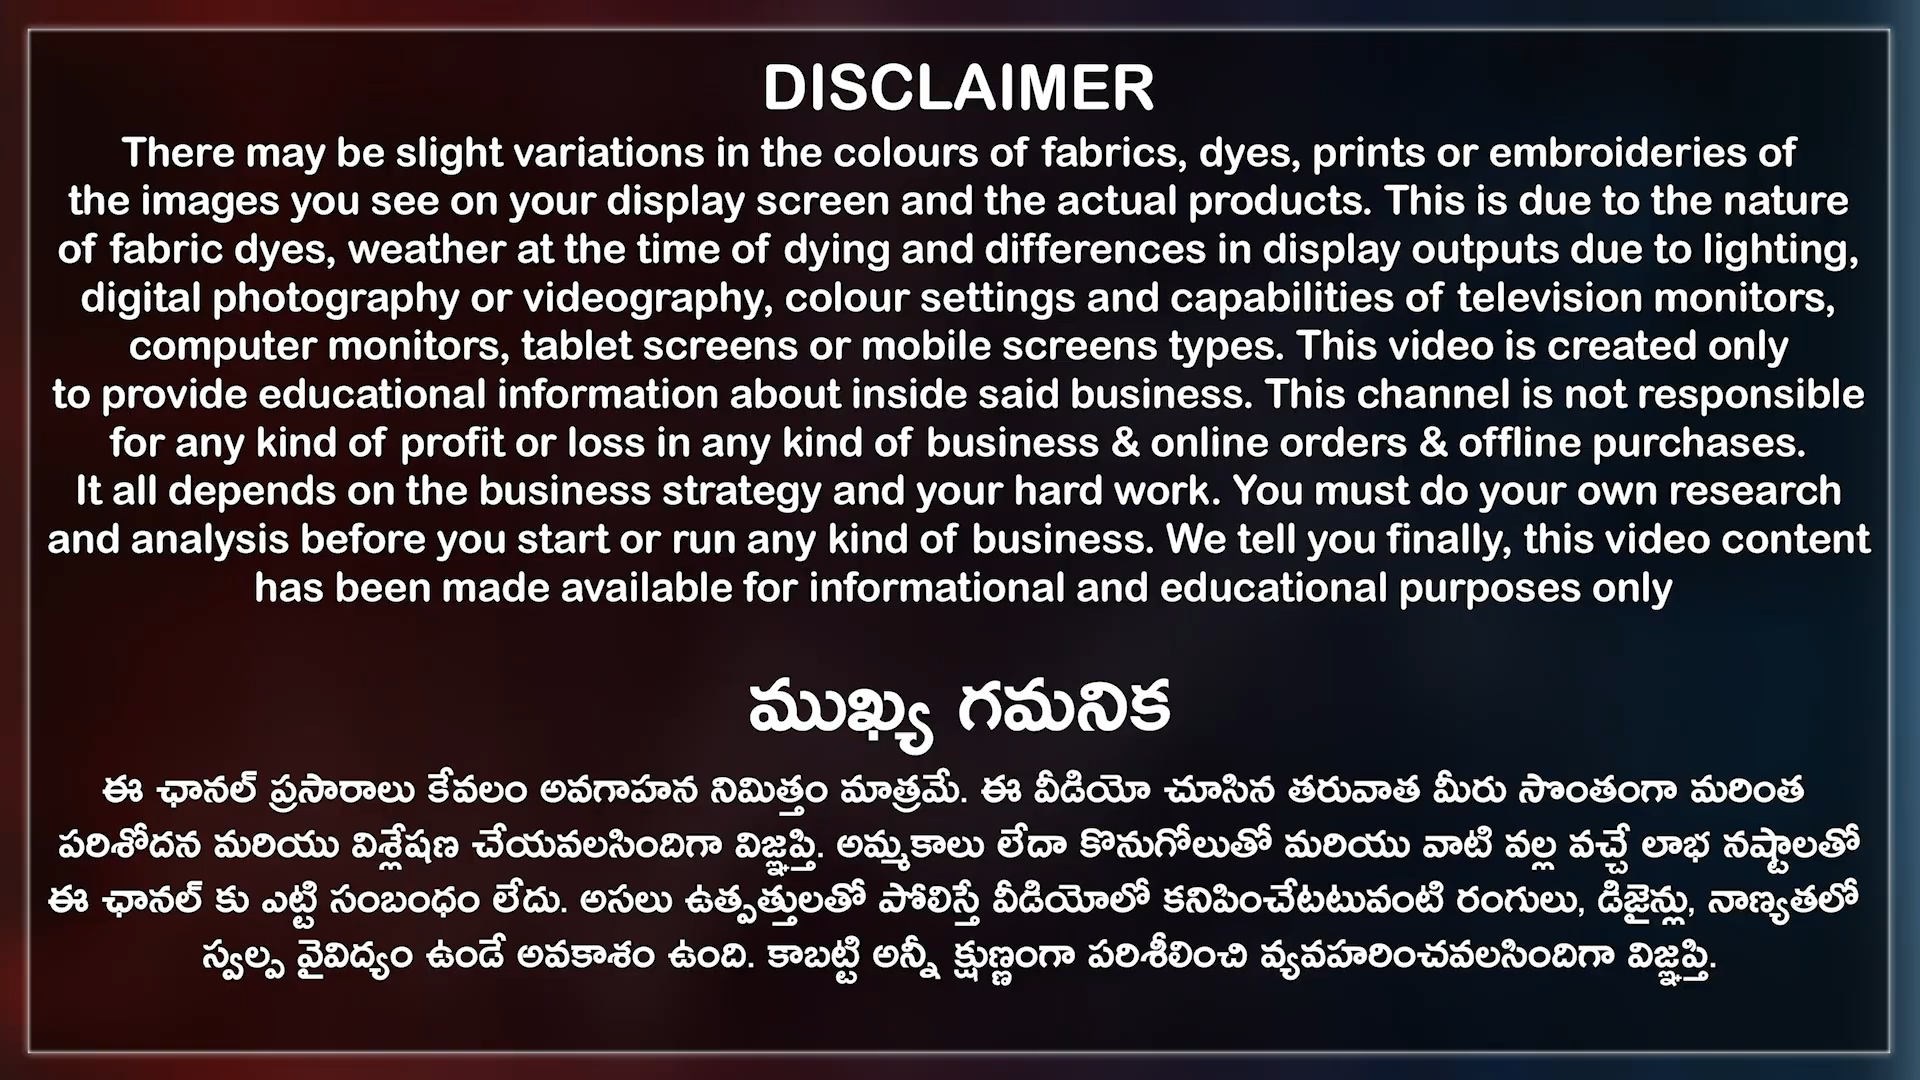 DISCLAIMER
There may be slight variations in the colours of fabrics, dyes, prints or embroideries of
the images you see on your display screen and the actual products. This is due to the nature
of fabric dyes, weather at the time of dying and differences in display outputs due to lighting,
digital photography or videography, colour settings and capabilities of television monitors,
computer monitors, tablet screens or mobile screens types. This video is created only
to provide educational information about inside said business. This channel is not responsible
for any kind of profit or loss in any kind of business & online orders & offline purchases.
It all depends on the business strategy and your hard work. You must do your own research
and analysis before you start or run any kind of business. We tell you finally, this video content
has been made available for informational and educational purposes only
ముఖ్య గమనిక
ఈ ఛానల్ ప్రసారాలు కేవలం అవగాహన నిమిత్తం మాత్రమే. ఈ వీడియో చూసిన తరువాత మీరు సొంతంగా మరింత
పరిశోదన మరియు విశ్లేషణ చేయవలసిందిగా విజ్ఞప్తి. అమ్మకాలు లేదా కొనుగోలుతో మరియు వాటి వల్ల వచ్చే లాభ నష్టాలతో
ఈ ఛానల్ కు ఎట్టి సంబంధం లేదు. అసలు ఉత్పత్తులతో పోలిస్తే వీడియోలో కనిపించేటటువంటి రంగులు, డిజైన్లు, నాణ్యతలో
స్వల్ప వైవిద్యం ఉండే అవకాశం ఉంది. కాబట్టి అన్నీ క్షుణ్ణంగా పరిశీలించి వ్యవహరించవలసిందిగా విజ్ఞప్తి.